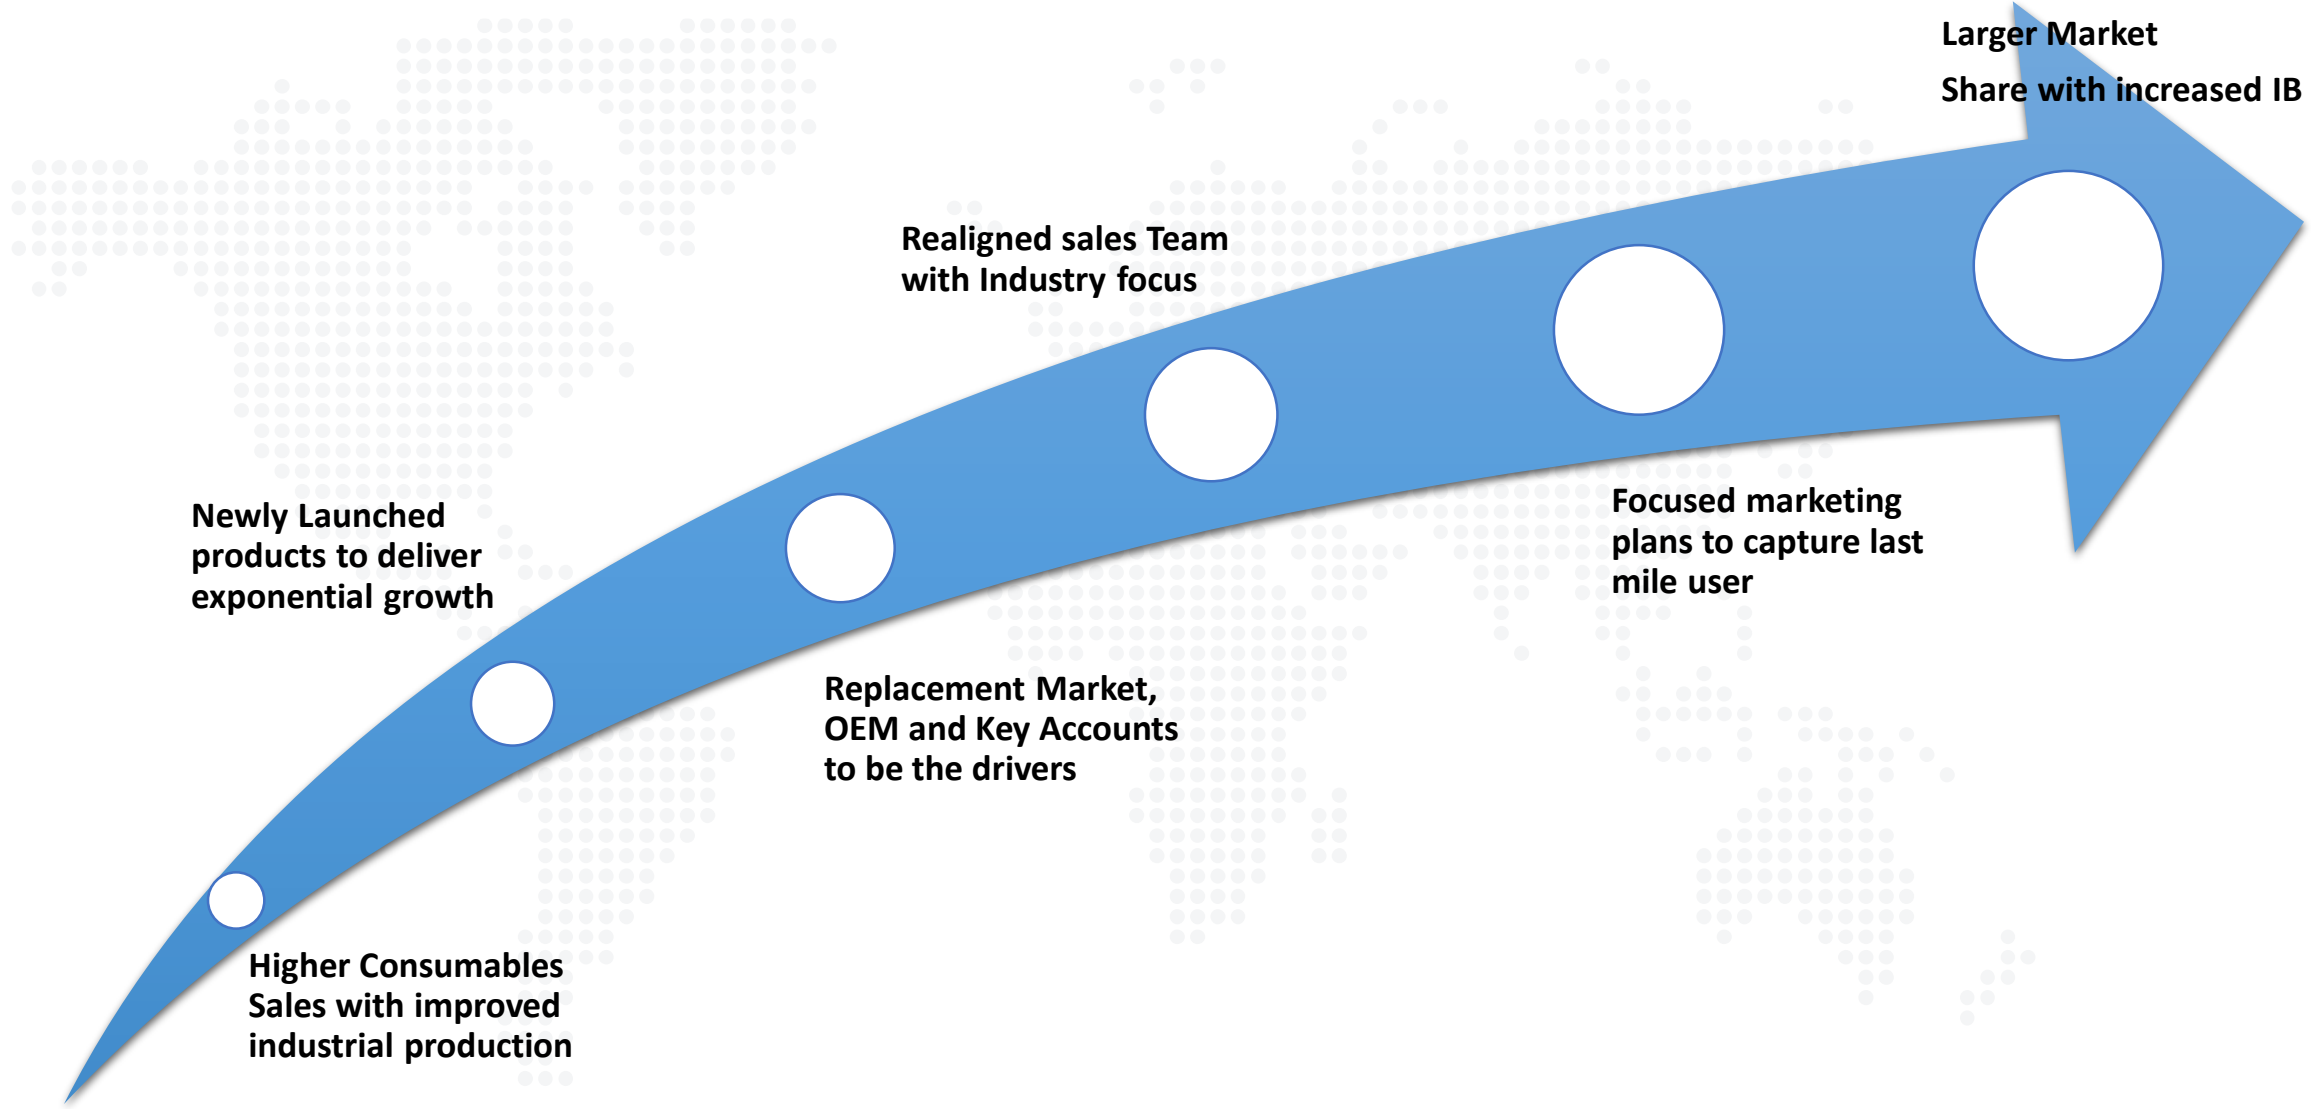 Larger Market
Share with increased IB
Realigned sales Team
with Industry focus
Newly Launched
products to deliver
exponential growth
Focused marketing
plans to capture last
mile user
Replacement Market,
OEM and Key Accounts
to be the drivers
Higher Consumables
Sales with improved
industrial production